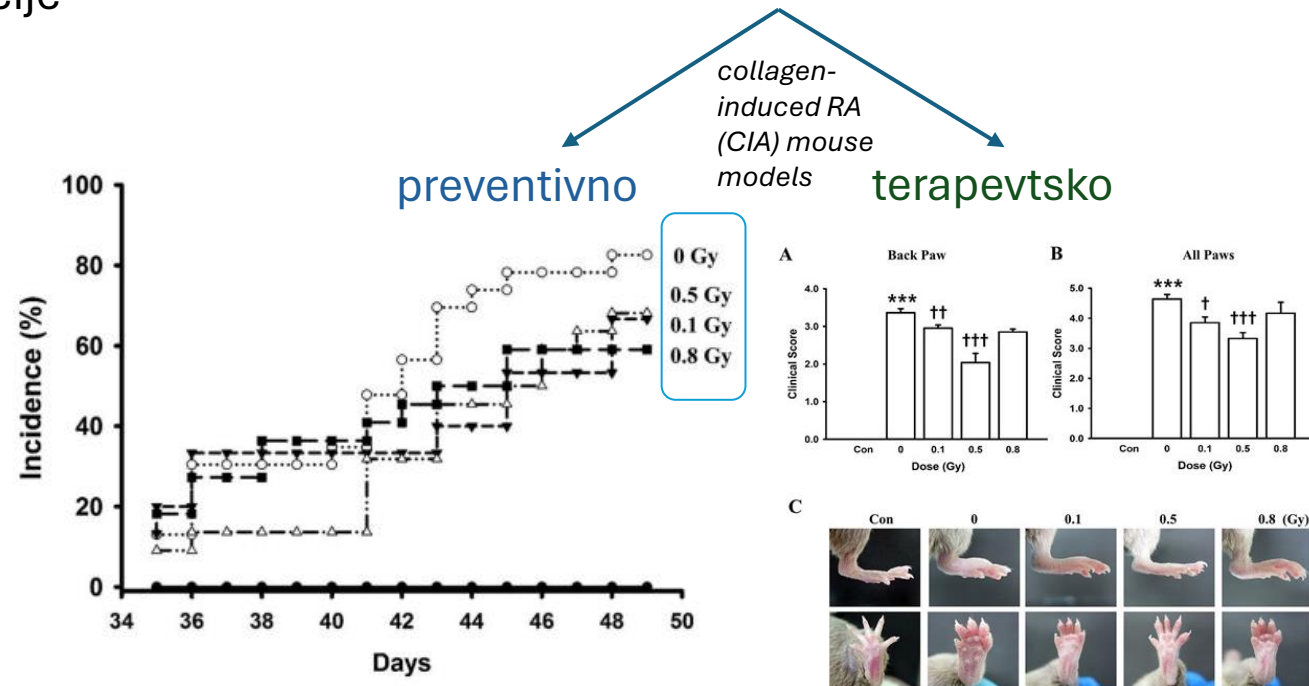 collagen-
induced RA
(CIA) mouse
models
preventivno
terapevtsko
Incidence (%)
100
80
60
40
20
0
34 36 38 40 42 44 46 48 50
Days
0 Gy
0.5 Gy
0.1 Gy
0.8 Gy
A
Back Paw
Clinical Score
4.0
3.0
2.0
1.0
0.0
***
††
†††
Con 0 0.1 0.5 0.8
Dose (Gy)
B
All Paws
Clinical Score
5.0
4.0
3.0
2.0
1.0
0.0
***
†
†††
Con 0 0.1 0.5 0.8
Dose (Gy)
C
Con 0 0.1 0.5 0.8 (Gy)